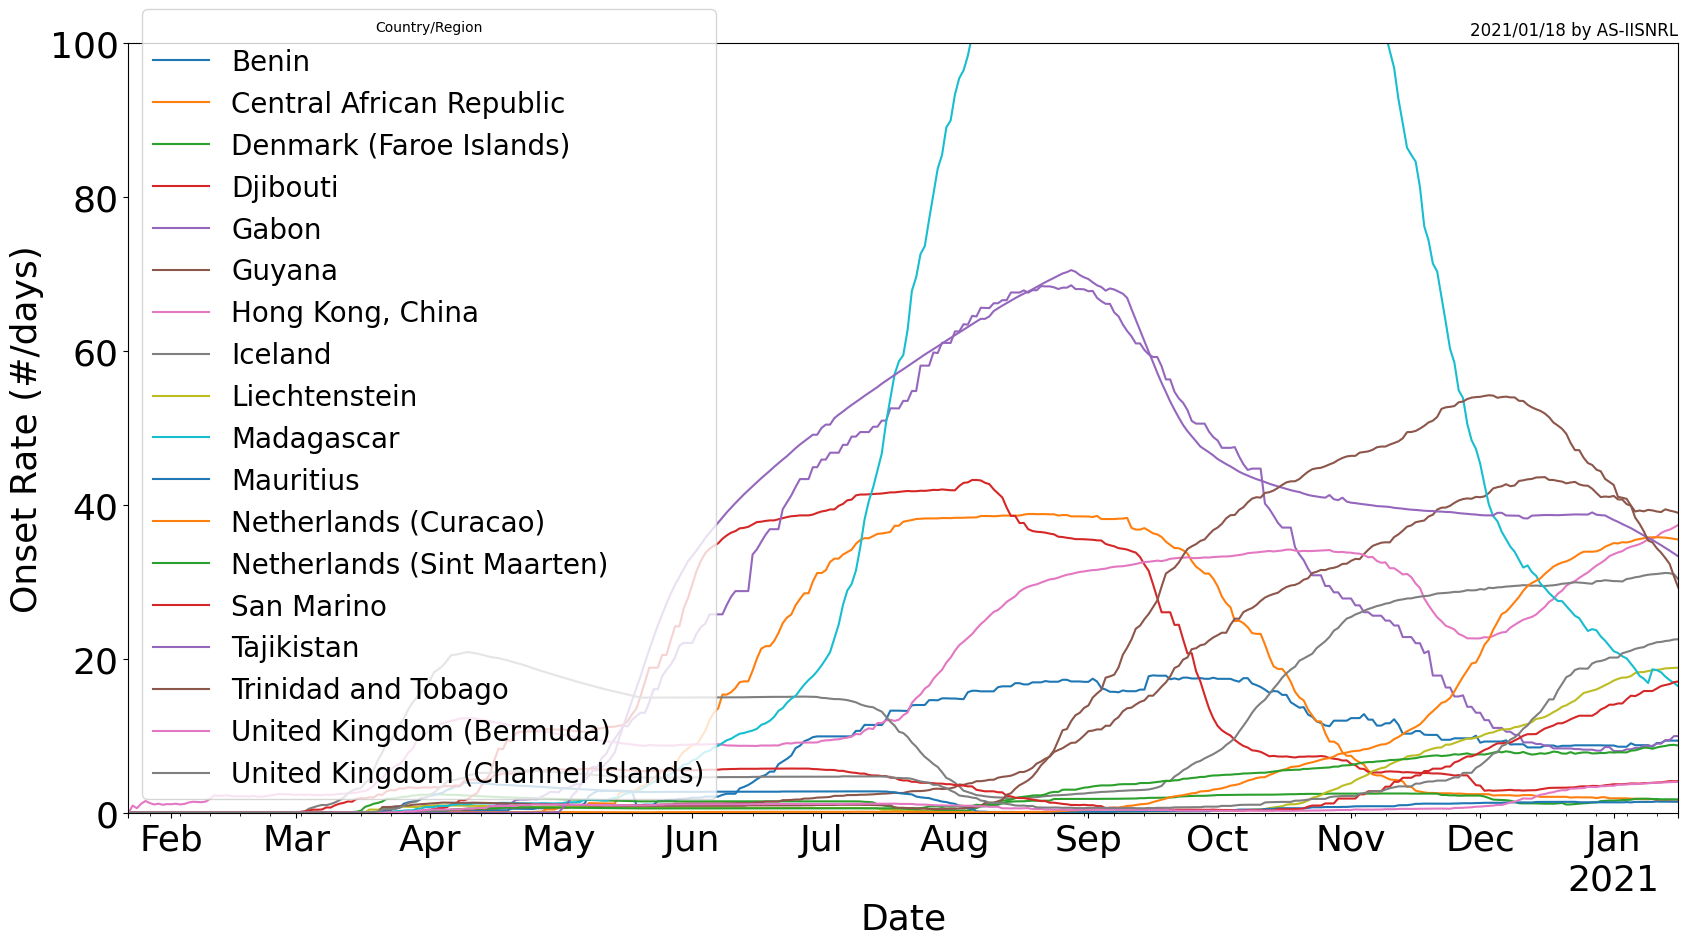 2021/01/18 by AS-IISNRL
Country/Region
Benin
Central African Republic
Denmark (Faroe Islands)
Djibouti
Gabon
Guyana
Hong Kong, China
Iceland
Liechtenstein
Madagascar
Mauritius
Netherlands (Curacao)
Netherlands (Sint Maarten)
San Marino
Tajikistan
Trinidad and Tobago
United Kingdom (Bermuda)
United Kingdom (Channel Islands)
Onset Rate (#/days)
100
80
60
40
20
0
Feb Mar Apr May Jun Jul Aug Sep Oct Nov Dec Jan
2021
Date